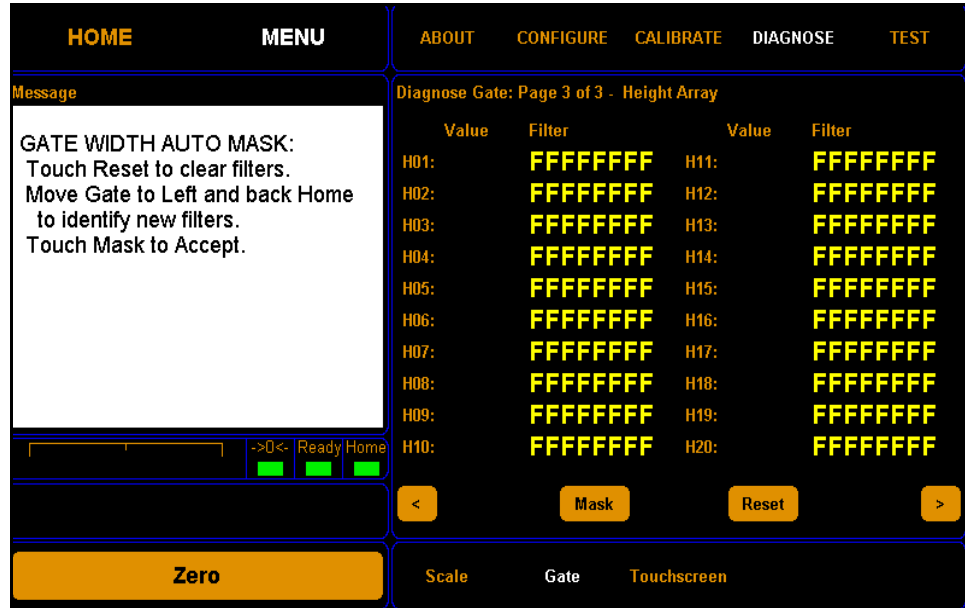 HOME MENU ABOUT CONFIGURE CALIBRATE DIAGNOSE TEST
Message
GATE WIDTH AUTO MASK:
Touch Reset to clear filters.
Move Gate to Left and back Home
to identify new filters.
Touch Mask to Accept.
->0<- Ready Home
Zero
Diagnose Gate: Page 3 of 3 - Height Array
Value Filter Value Filter
H01: FFFFFFFF H11: FFFFFFFF
H02: FFFFFFFF H12: FFFFFFFF
H03: FFFFFFFF H13: FFFFFFFF
H04: FFFFFFFF H14: FFFFFFFF
H05: FFFFFFFF H15: FFFFFFFF
H06: FFFFFFFF H16: FFFFFFFF
H07: FFFFFFFF H17: FFFFFFFF
H08: FFFFFFFF H18: FFFFFFFF
H09: FFFFFFFF H19: FFFFFFFF
H10: FFFFFFFF H20: FFFFFFFF
< Mask Reset >
Scale Gate Touchscreen